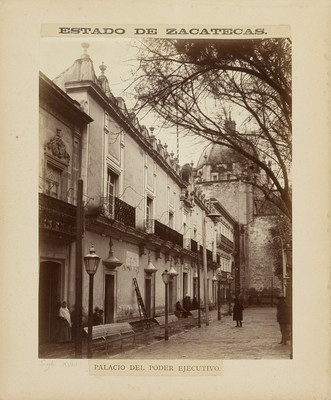 ESTADO DE ZACATECAS.
PALACIO DEL PODER EJECUTIVO.